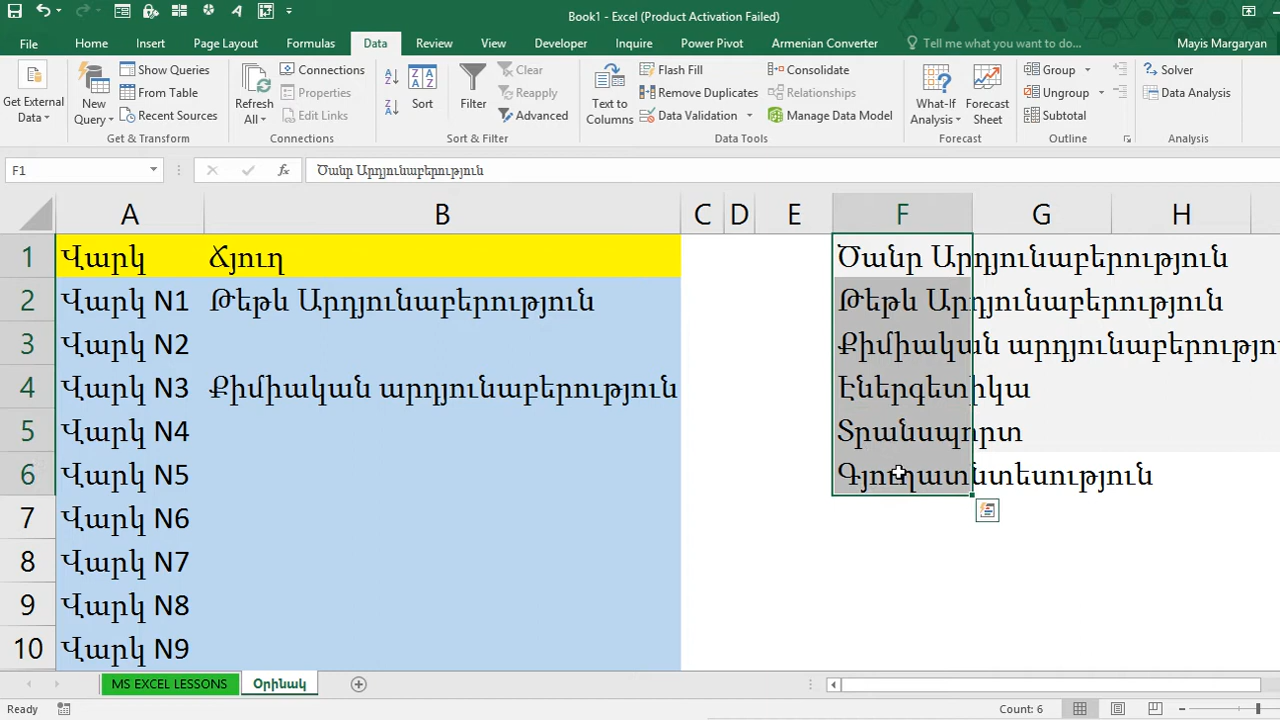 Book1 - Excel (Product Activation Failed)
File Home Insert Page Layout Formulas Data Review View Developer Inquire Power Pivot Armenian Converter Tell me what you want to do... Mayis Margaryan
Get External Data
New Query
Show Queries
From Table
Recent Sources
Refresh All
Connections
Properties
Edit Links
Sort
Filter
Clear
Reapply
Advanced
Text to Columns
Flash Fill
Remove Duplicates
Data Validation
Consolidate
Relationships
Manage Data Model
What-If Analysis
Forecast Sheet
Group
Ungroup
Subtotal
Solver
Data Analysis
Get & Transform Connections Sort & Filter Data Tools Forecast Outline Analysis
F1 fx Ծանր Արդյունաբերություն
A B C D E F G H
1 Վարկ Ճյուղ Ծանր Արդյունաբերություն
2 Վարկ N1 Թեթև Արդյունաբերություն Թեթև Արդյունաբերություն
3 Վարկ N2 Քիմիական արդյունաբերությո
4 Վարկ N3 Քիմիական արդյունաբերություն Էներգետիկա
5 Վարկ N4 Տրանսպորտ
6 Վարկ N5 Գյուղատնտեսություն
7 Վարկ N6
8 Վարկ N7
9 Վարկ N8
10 Վարկ N9
MS EXCEL LESSONS Օրինակ
Ready Count: 6